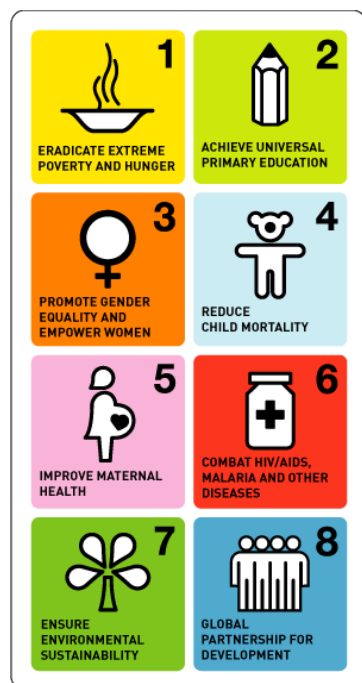 1
ERADICATE EXTREME
POVERTY AND HUNGER
2
ACHIEVE UNIVERSAL
PRIMARY EDUCATION
3
PROMOTE GENDER
EQUALITY AND
EMPOWER WOMEN
4
REDUCE
CHILD MORTALITY
5
IMPROVE MATERNAL
HEALTH
6
COMBAT HIV/AIDS,
MALARIA AND OTHER
DISEASES
7
ENSURE
ENVIRONMENTAL
SUSTAINABILITY
8
GLOBAL
PARTNERSHIP FOR
DEVELOPMENT